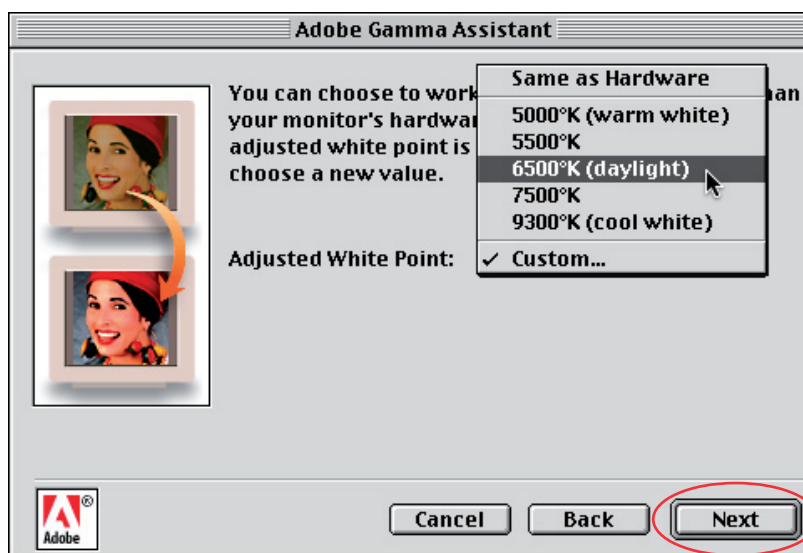 Adobe Gamma Assistant
You can choose to work
your monitor's hardwar
adjusted white point is
choose a new value.
Adjusted White Point:
Same as Hardware
5000°K (warm white)
5500°K
6500°K (daylight)
7500°K
9300°K (cool white)
✓ Custom...
han
Adobe
®
Cancel
Back
Next